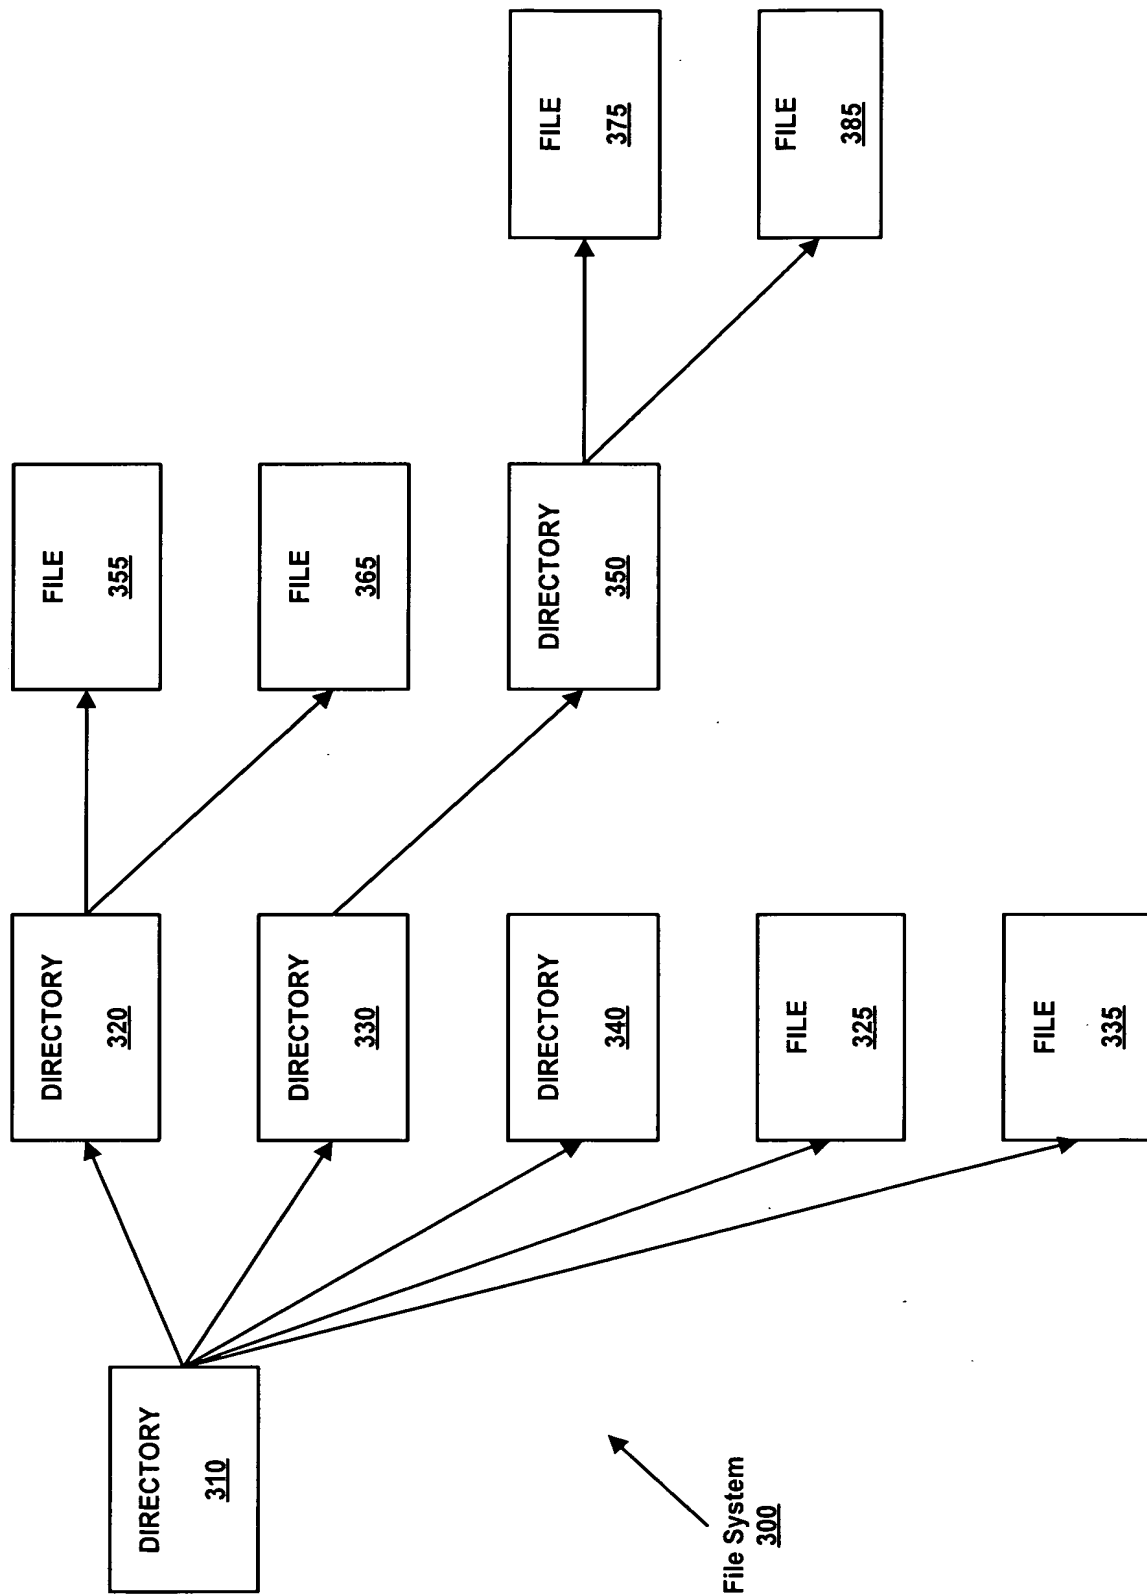 DIRECTORY
310
DIRECTORY
320
DIRECTORY
330
DIRECTORY
340
FILE
325
FILE
335
FILE
355
FILE
365
DIRECTORY
350
FILE
375
FILE
385
File System
300